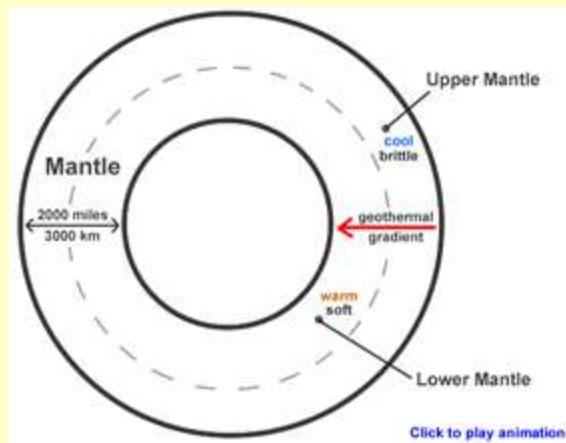 Upper Mantle
cool
brittle
Mantle
2000 miles
3000 km
geothermal
gradient
warm
soft
Lower Mantle
Click to play animation